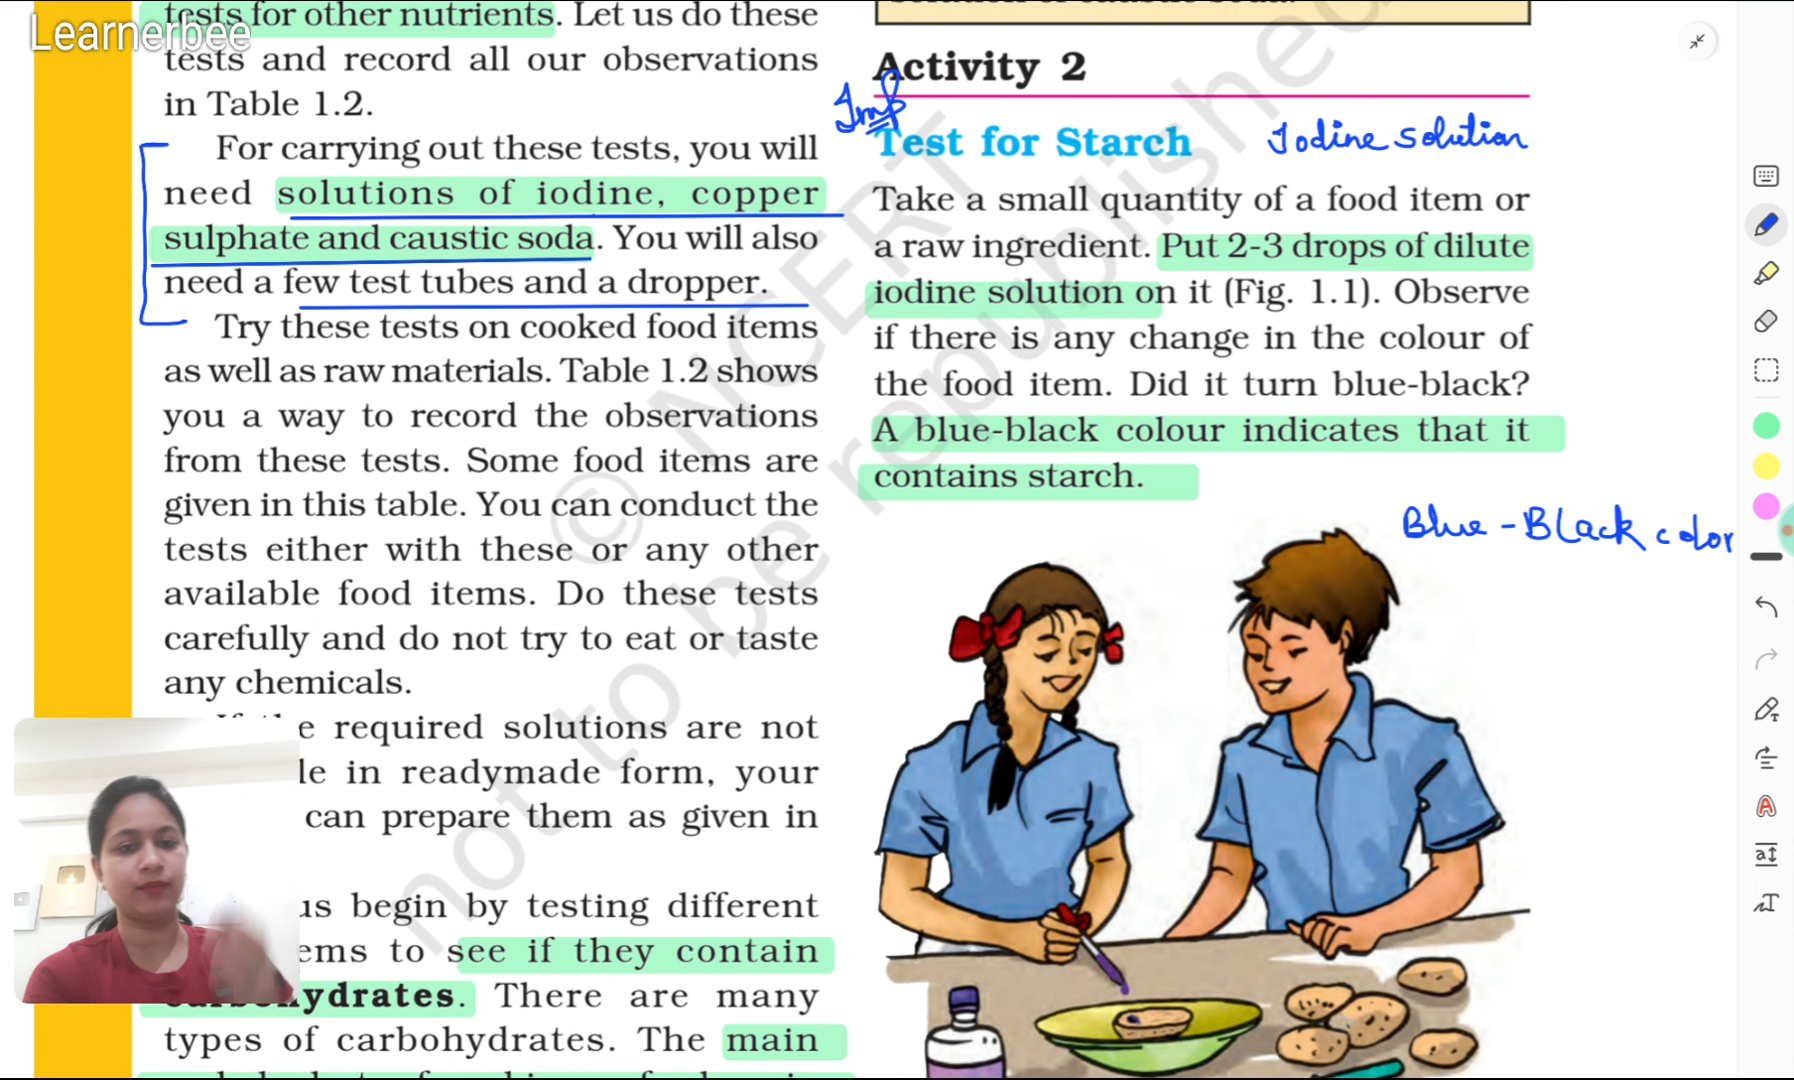 Learnerbee
tests for other nutrients. Let us do these
tests and record all our observations
in Table 1.2.
For carrying out these tests, you will
need solutions of iodine, copper
sulphate and caustic soda. You will also
need a few test tubes and a dropper.
Try these tests on cooked food items
as well as raw materials. Table 1.2 shows
you a way to record the observations
from these tests. Some food items are
given in this table. You can conduct the
tests either with these or any other
available food items. Do these tests
carefully and do not try to eat or taste
any chemicals.
required solutions are not
in readymade form, your
can prepare them as given in
begin by testing different
to see if they contain
There are many
types of carbohydrates. The main
solution of caustic soda.
Activity 2
Imp
Test for Starch Iodine solution
Take a small quantity of a food item or
a raw ingredient. Put 2-3 drops of dilute
iodine solution on it (Fig. 1.1). Observe
if there is any change in the colour of
the food item. Did it turn blue-black?
A blue-black colour indicates that it
contains starch.
Blue-Black color
© NCERT
not to be republished